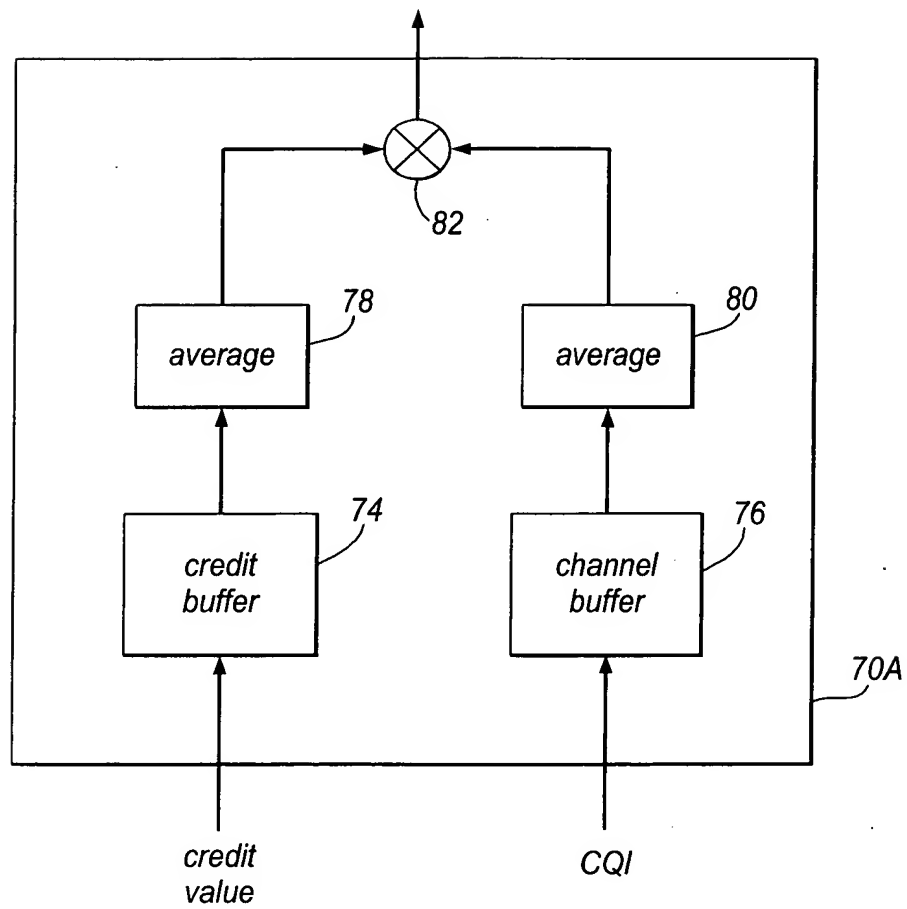 82
78
average
80
average
74
credit
buffer
76
channel
buffer
70A
credit
value
CQI